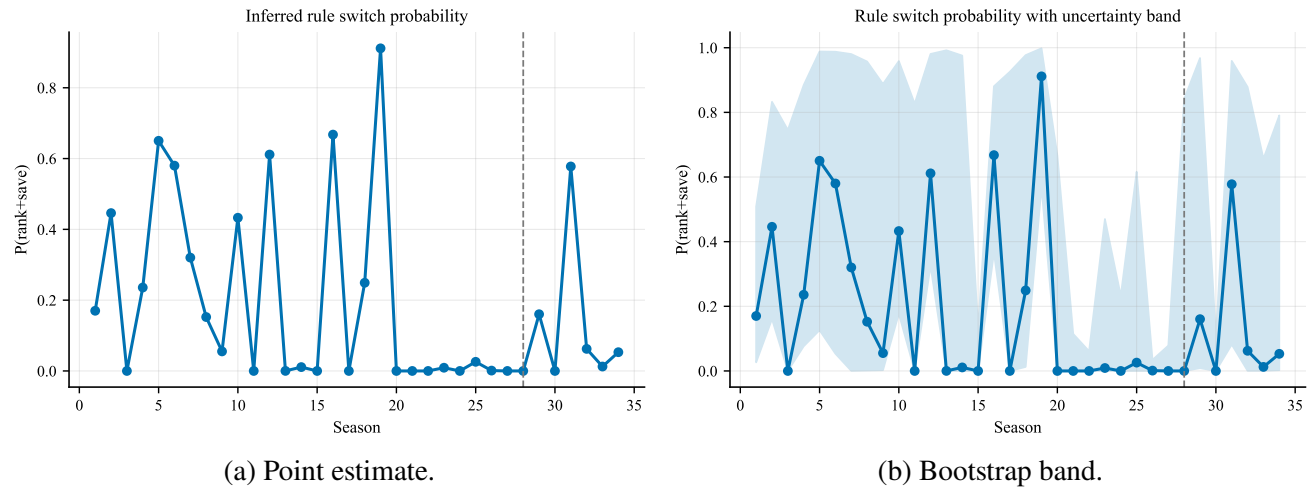 Inferred rule switch probability
P(rank+save)
0.8
0.6
0.4
0.2
0.0
0 5 10 15 20 25 30 35
Season
(a) Point estimate.
Rule switch probability with uncertainty band
P(rank+save)
1.0
0.8
0.6
0.4
0.2
0.0
0 5 10 15 20 25 30 35
Season
(b) Bootstrap band.